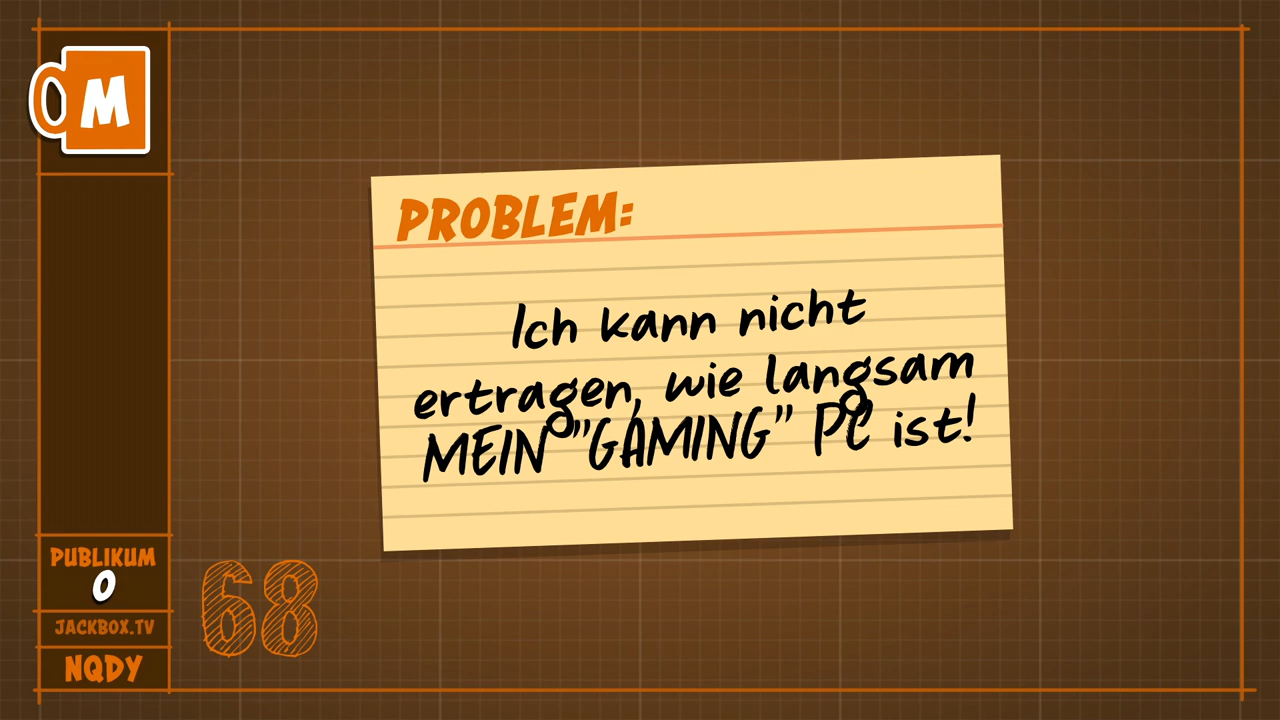 M
PROBLEM:
Ich kann nicht
ertragen, wie langsam
MEIN "GAMING" PC ist!
PUBLIKUM
0
JACKBOX.TV
NQDY
68